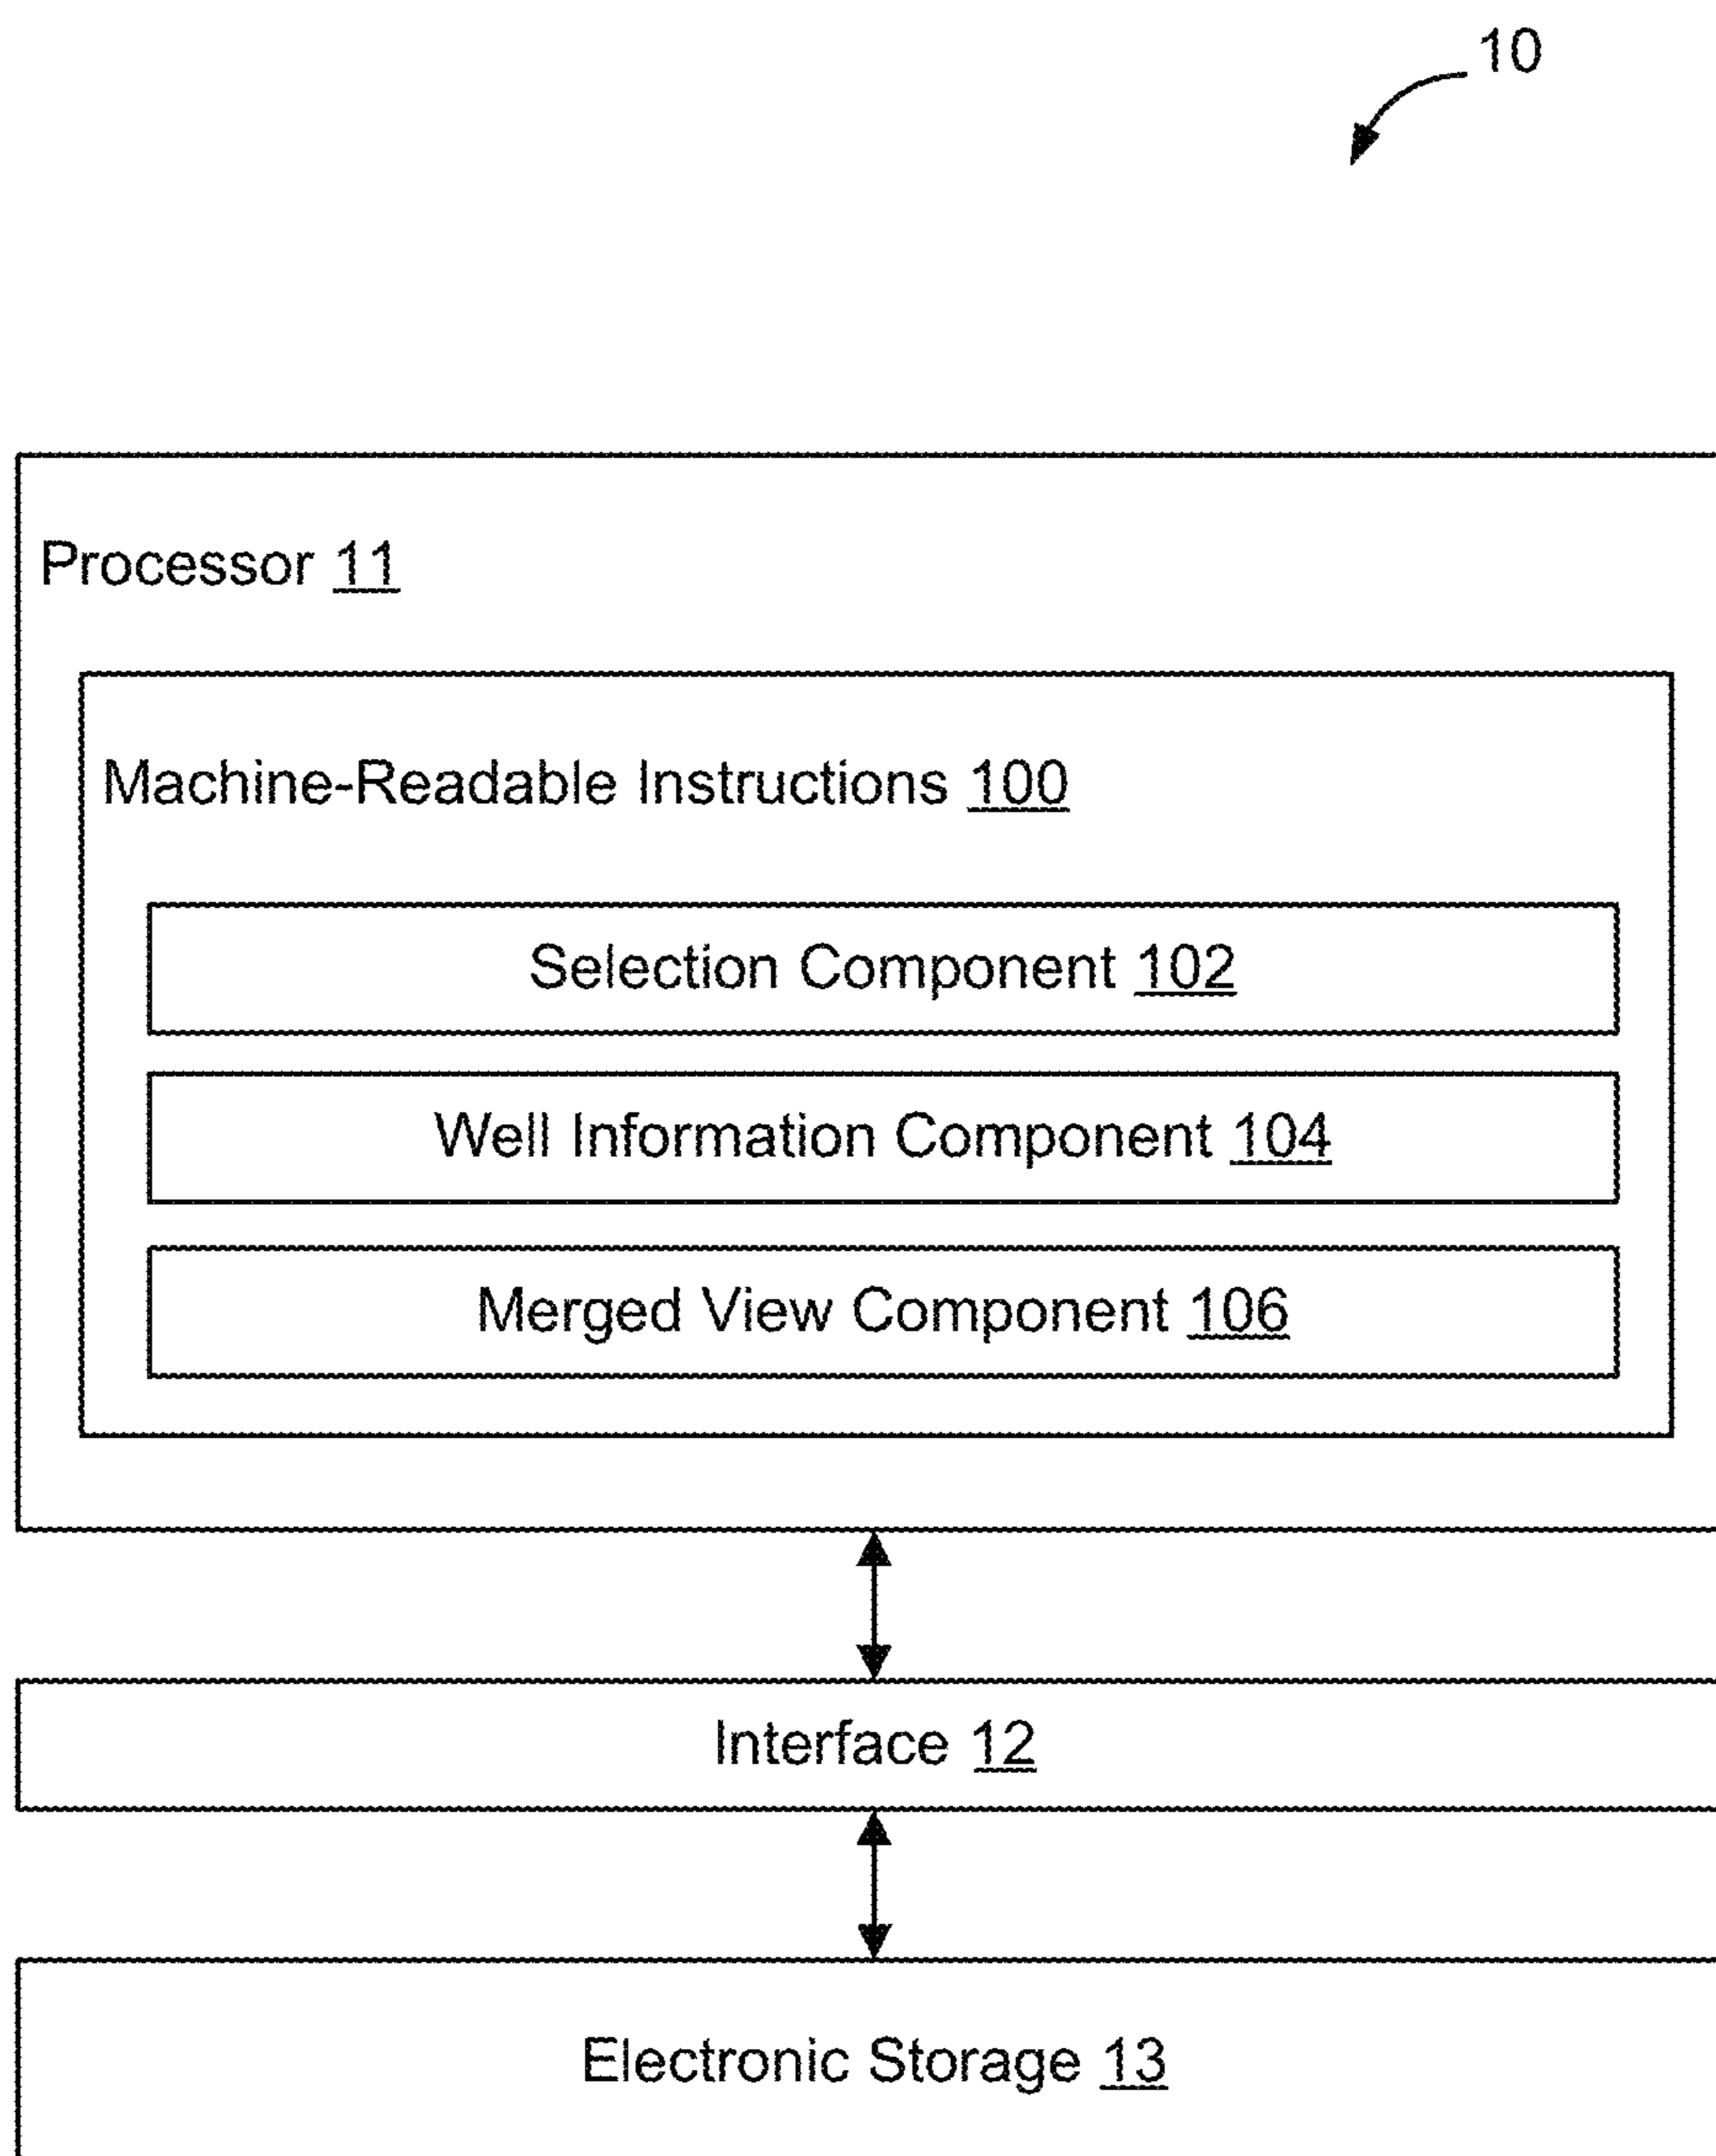 10
Processor 11
Machine-Readable Instructions 100
Selection Component 102
Well Information Component 104
Merged View Component 106
Interface 12
Electronic Storage 13